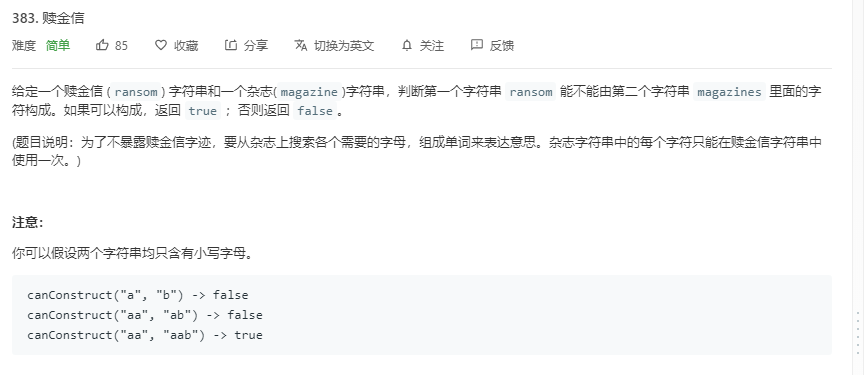 383. 赎金信
难度 简单 85 收藏 分享 切换为英文 关注 反馈
给定一个赎金信 (ransom) 字符串和一个杂志(magazine)字符串，判断第一个字符串 ransom 能不能由第二个字符串 magazines 里面的字
符构成。如果可以构成，返回 true ；否则返回 false。
(题目说明：为了不暴露赎金信字迹，要从杂志上搜索各个需要的字母，组成单词来表达意思。杂志字符串中的每个字符只能在赎金信字符串中
使用一次。)
注意：
你可以假设两个字符串均只含有小写字母。
canConstruct("a", "b") -> false
canConstruct("aa", "ab") -> false
canConstruct("aa", "aab") -> true